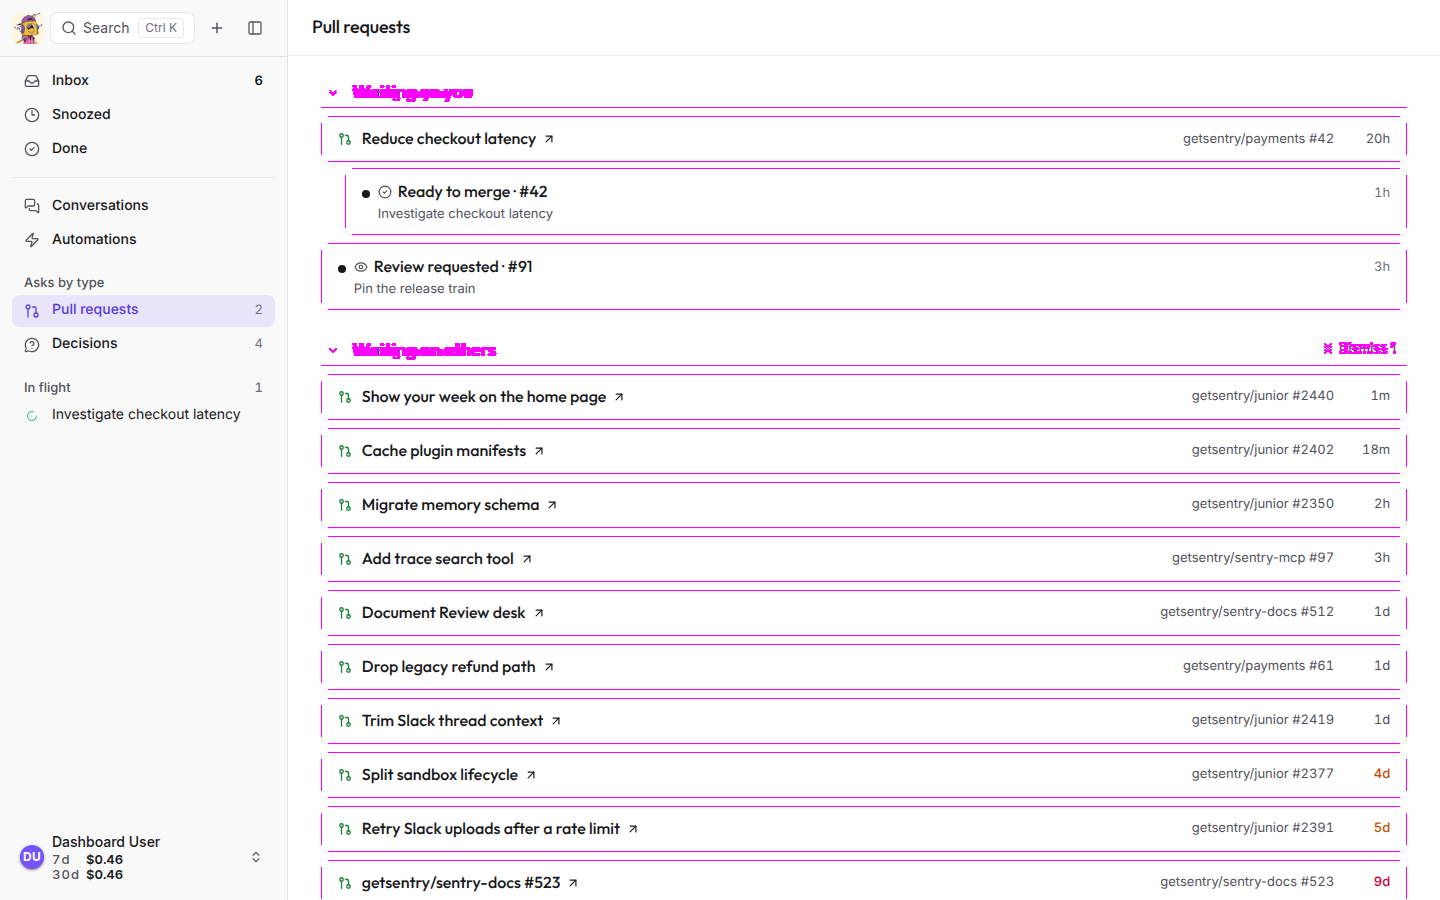 Search Ctrl K
Pull requests
Inbox 6
Snoozed
Done
Conversations
Automations
Asks by type
Pull requests 2
Decisions 4
In flight 1
Investigate checkout latency
Dashboard User
7d $0.46
30d $0.46
DU
Waiting on you
Reduce checkout latency getsentry/payments #42 20h
Ready to merge · #42 1h
Investigate checkout latency
Review requested · #91 3h
Pin the release train
Waiting on others Dismiss
Show your week on the home page getsentry/junior #2440 1m
Cache plugin manifests getsentry/junior #2402 18m
Migrate memory schema getsentry/junior #2350 2h
Add trace search tool getsentry/sentry-mcp #97 3h
Document Review desk getsentry/sentry-docs #512 1d
Drop legacy refund path getsentry/payments #61 1d
Trim Slack thread context getsentry/junior #2419 1d
Split sandbox lifecycle getsentry/junior #2377 4d
Retry Slack uploads after a rate limit getsentry/junior #2391 5d
getsentry/sentry-docs #523 getsentry/sentry-docs #523 9d